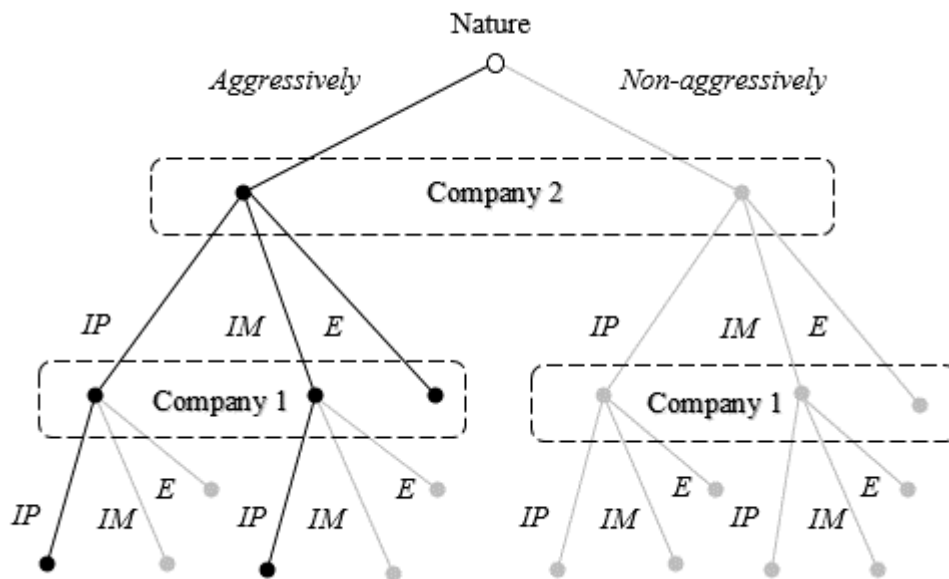 Nature
Aggressively Non-aggressively
Company 2
IP IM E IP IM E
Company 1 Company 1
E E E E
IP IM IP IM IP IM IP IM